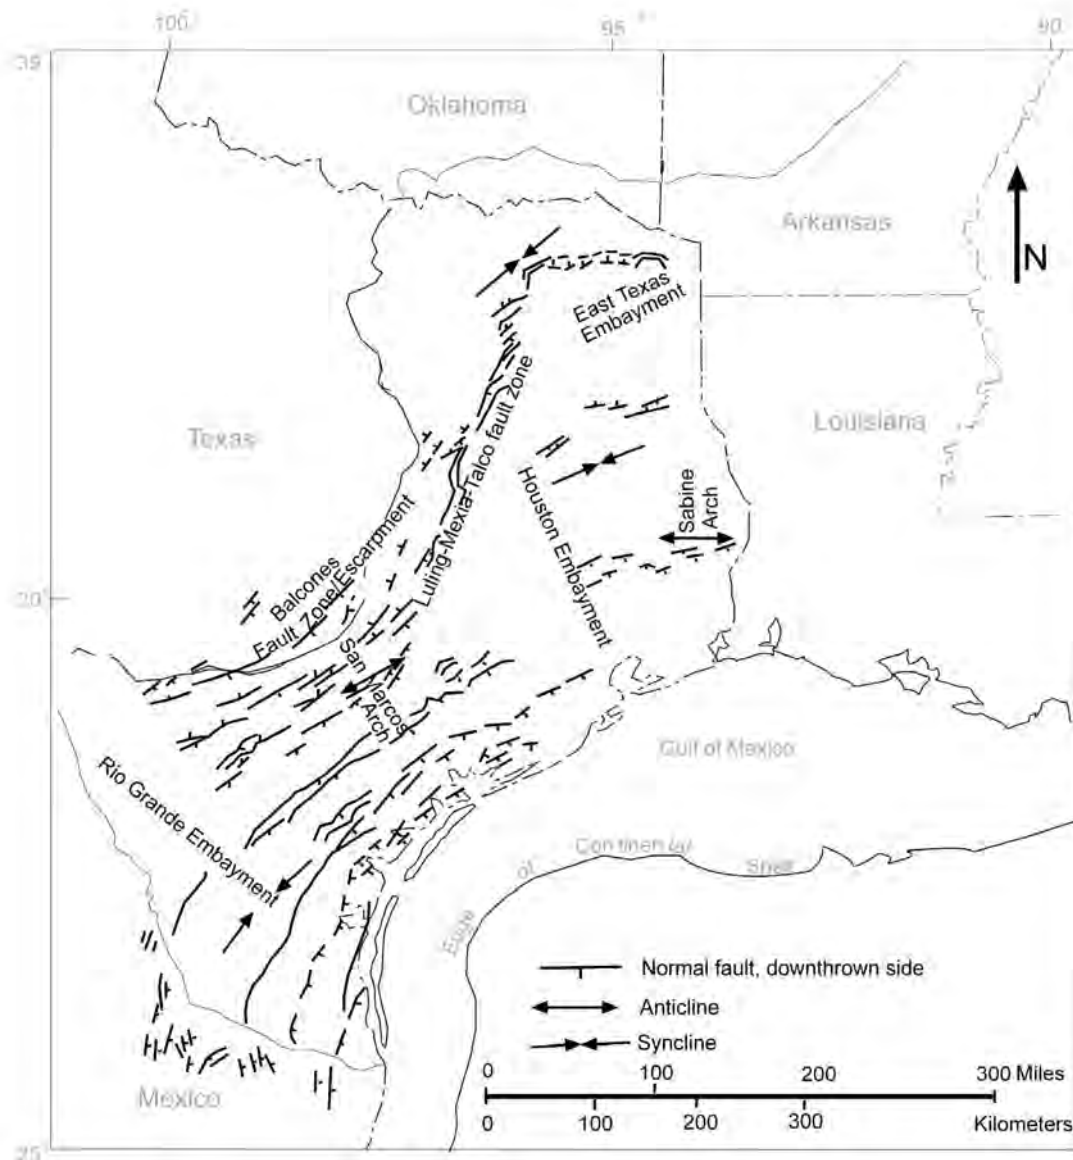 100
95
90
39
Oklahoma
Arkansas
N
East Texas
Embayment
Texas
Louisiana
Luling-Mexia-Talco fault zone
Houston Embayment
Sabine
Arch
Balcones
Fault Zone/Escarpment
20
San Marcos
Arch
Gulf of Mexico
Rio Grande Embayment
Edge of Continental Shelf
Normal fault, downthrown side
Anticline
Syncline
0 100 200 300 Miles
0 100 200 300 Kilometers
Mexico
25